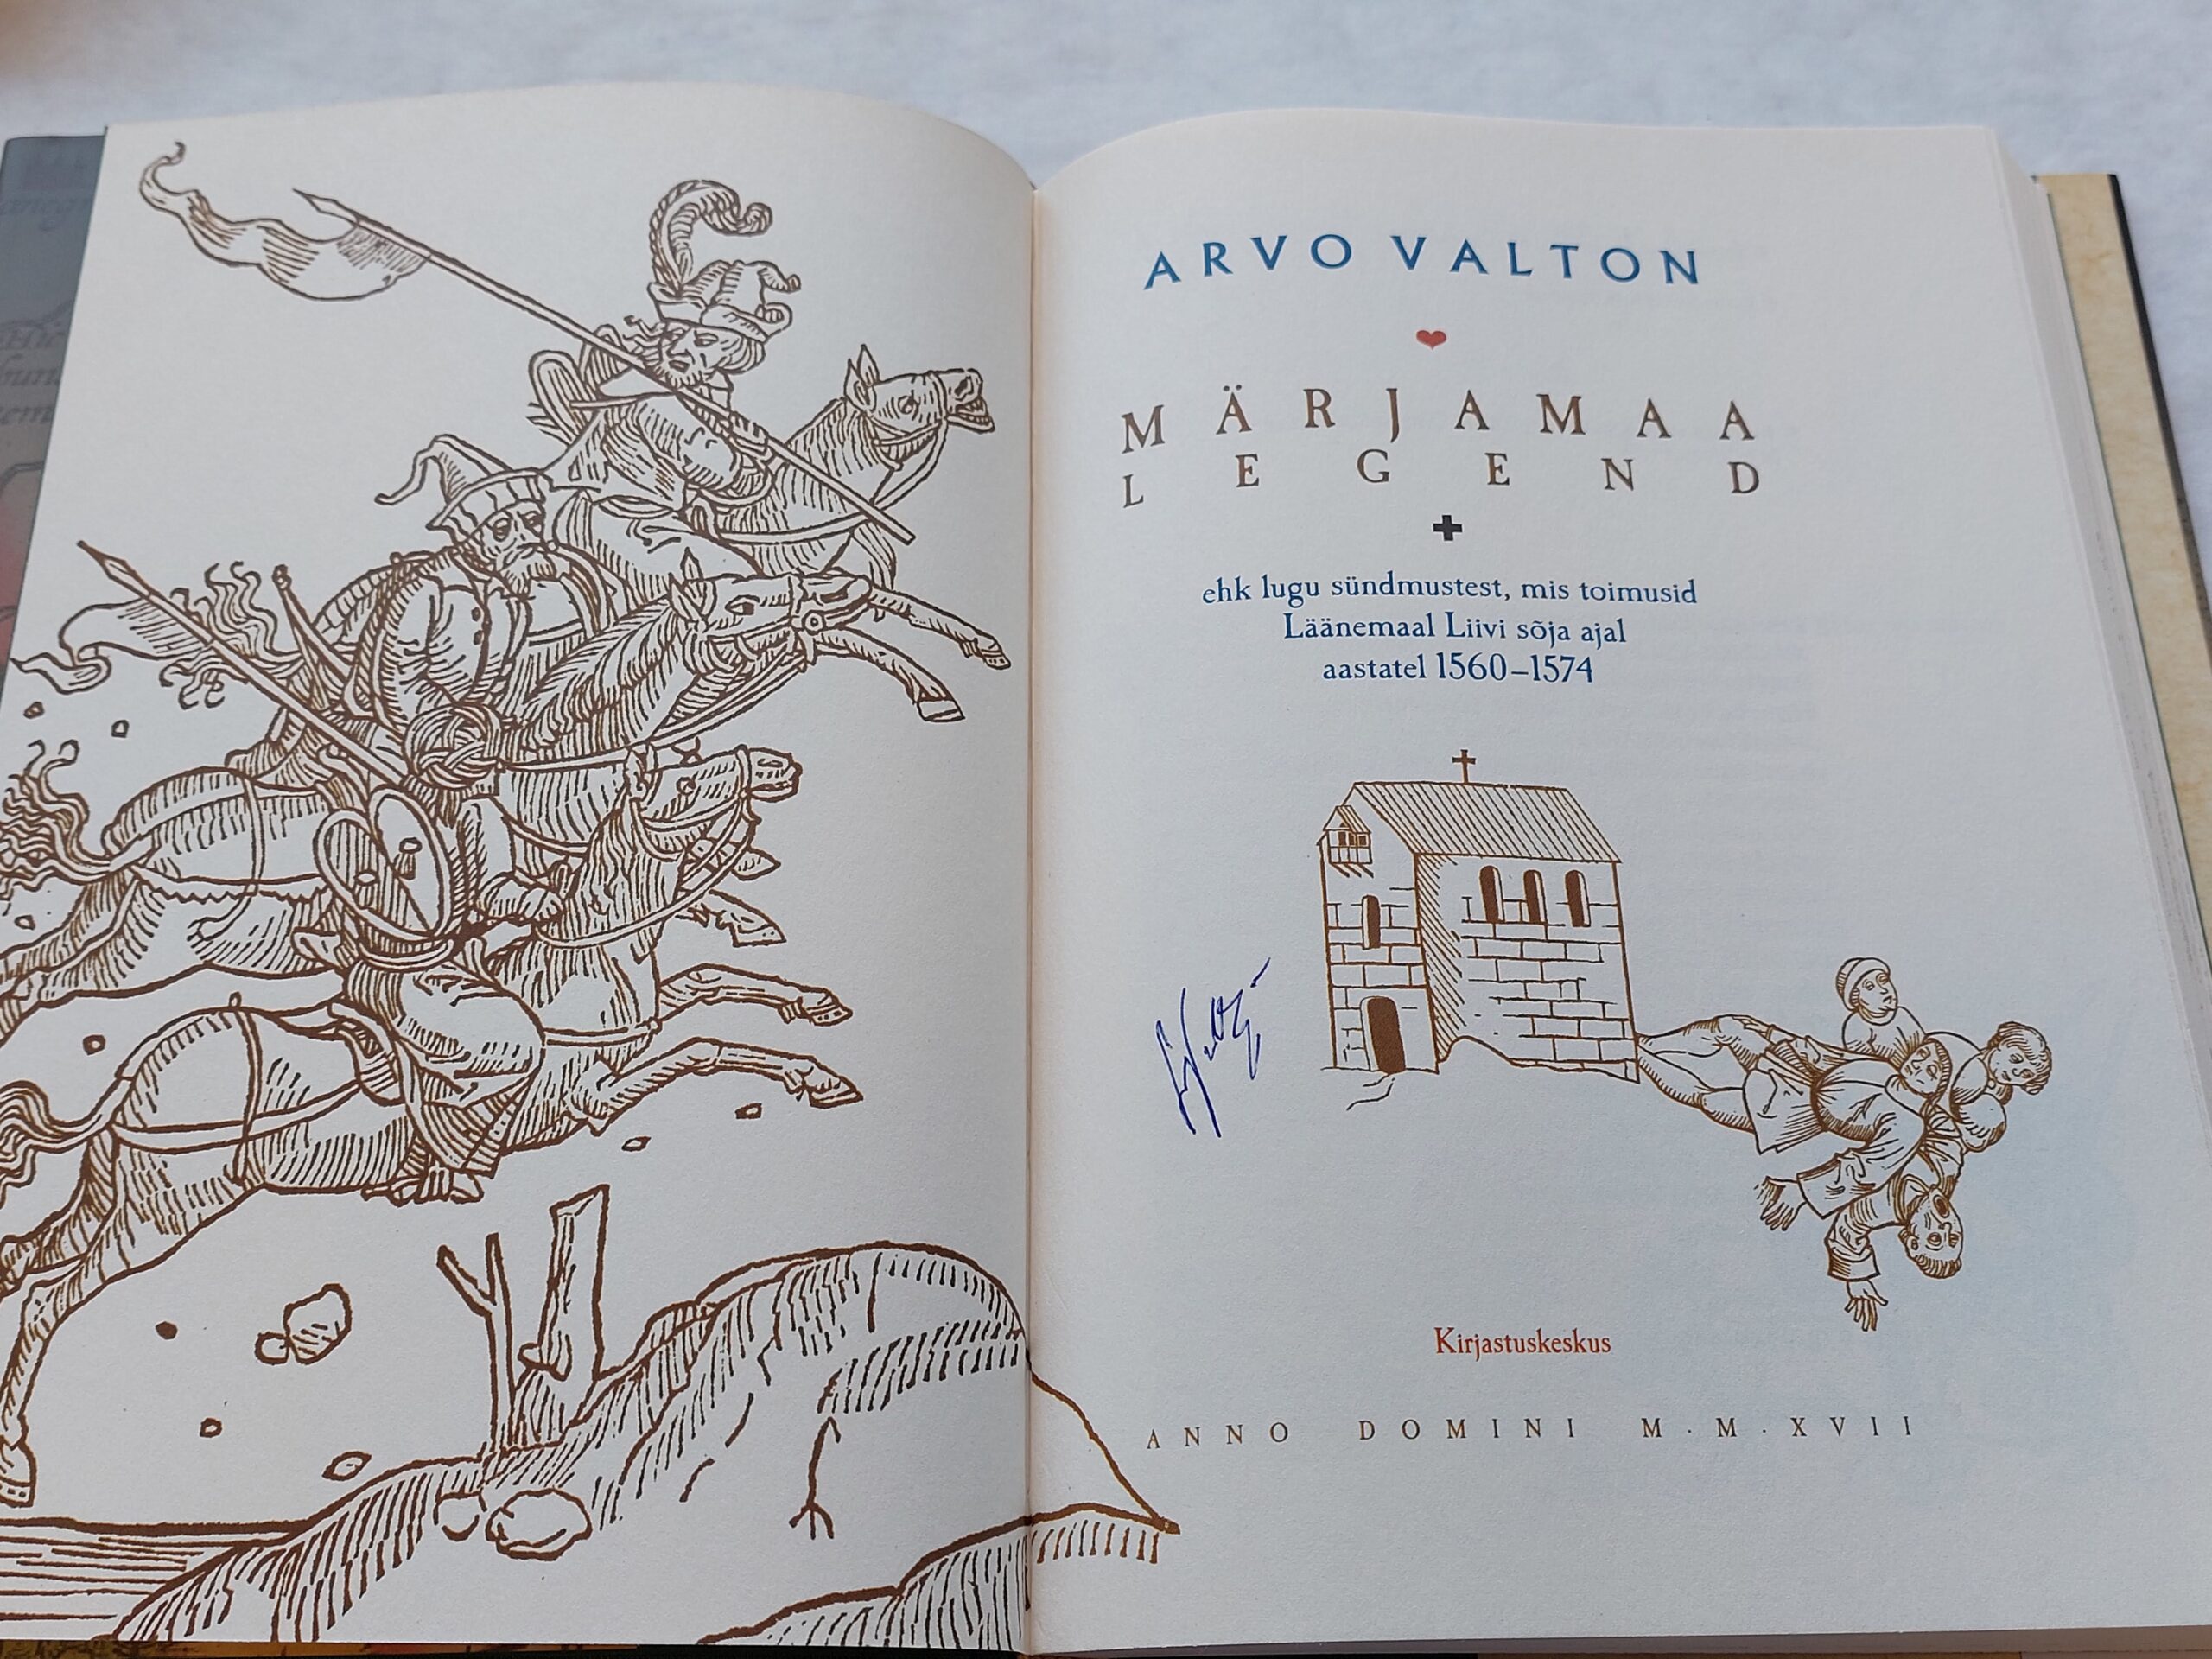 ARVO VALTON
MÄRJAMAA
LEGEND
ehk lugu sündmustest, mis toimusid
Läänemaal Liivi sõja ajal
aastatel 1560–1574
Kirjastuskeskus
ANNO DOMINI M·M·XVII